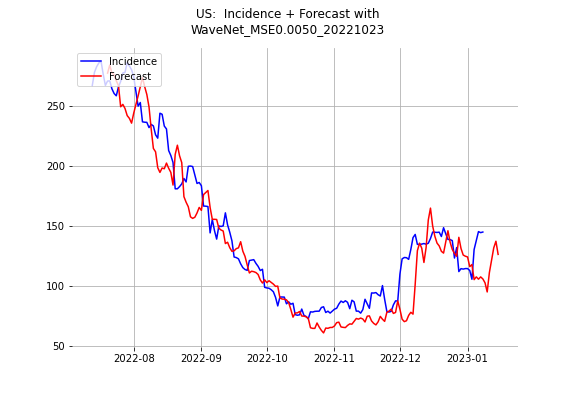 US:  Incidence + Forecast with
WaveNet_MSE0.0050_20221023
Incidence
Forecast
250
200
150
100
50
2022-08 2022-09 2022-10 2022-11 2022-12 2023-01